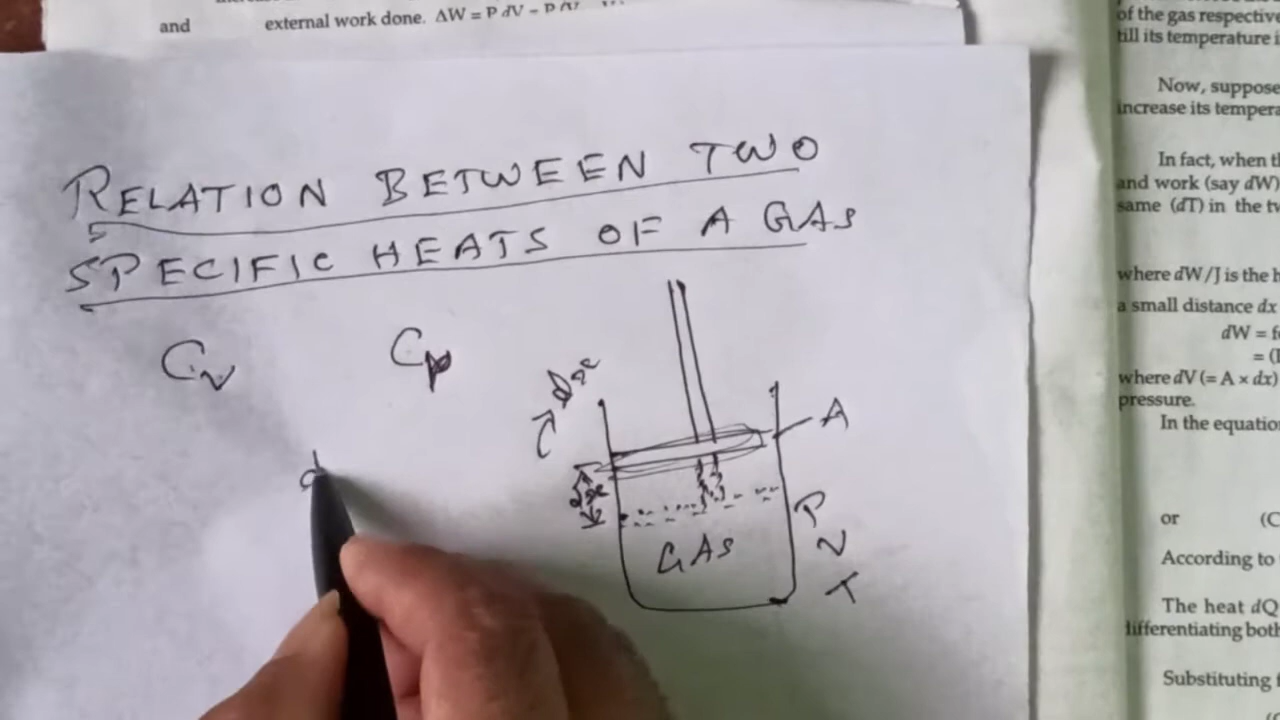 and external work done. ΔW = P dV
RELATION BETWEEN TWO
SPECIFIC HEATS OF A GAS
Cv Cp
dx
A
dx
P
GAS
V
T
d
of the gas respective
till its temperature i
Now, suppose
increase its tempera
In fact, when th
and work (say dW)
same (dT) in the tw
where dW/J is the h
a small distance dx
dW = f
= (
where dV (= A × dx)
pressure.
In the equatio
or (C
According to
The heat dQ
differentiating both
Substituting f